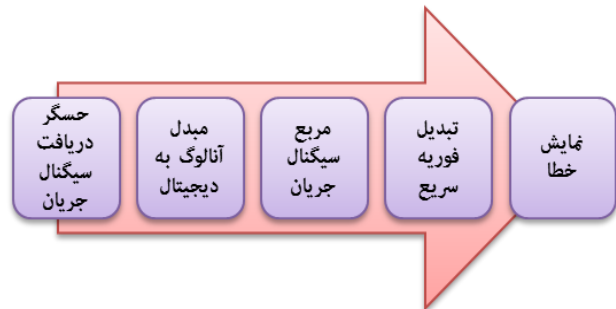 حسگر
دریافت
سیگنال
جریان
مبدل
آنالوگ به
دیجیتال
مربع
سیگنال
جریان
تبدیل
فوریه
سریع
نمایش
خطا